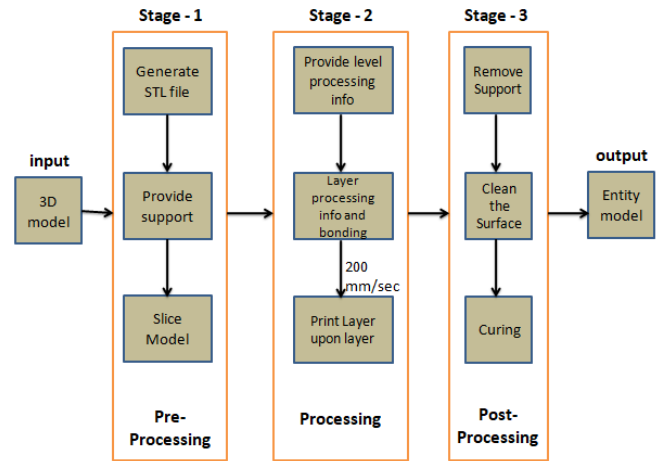 Stage - 1
Stage - 2
Stage - 3
Generate
STL file
Provide level
processing
info
Remove
Support
input
output
3D
model
Provide
support
Layer
processing
info and
bonding
Clean
the
Surface
Entity
model
200
mm/sec
Slice
Model
Print Layer
upon layer
Curing
Pre-
Processing
Processing
Post-
Processing